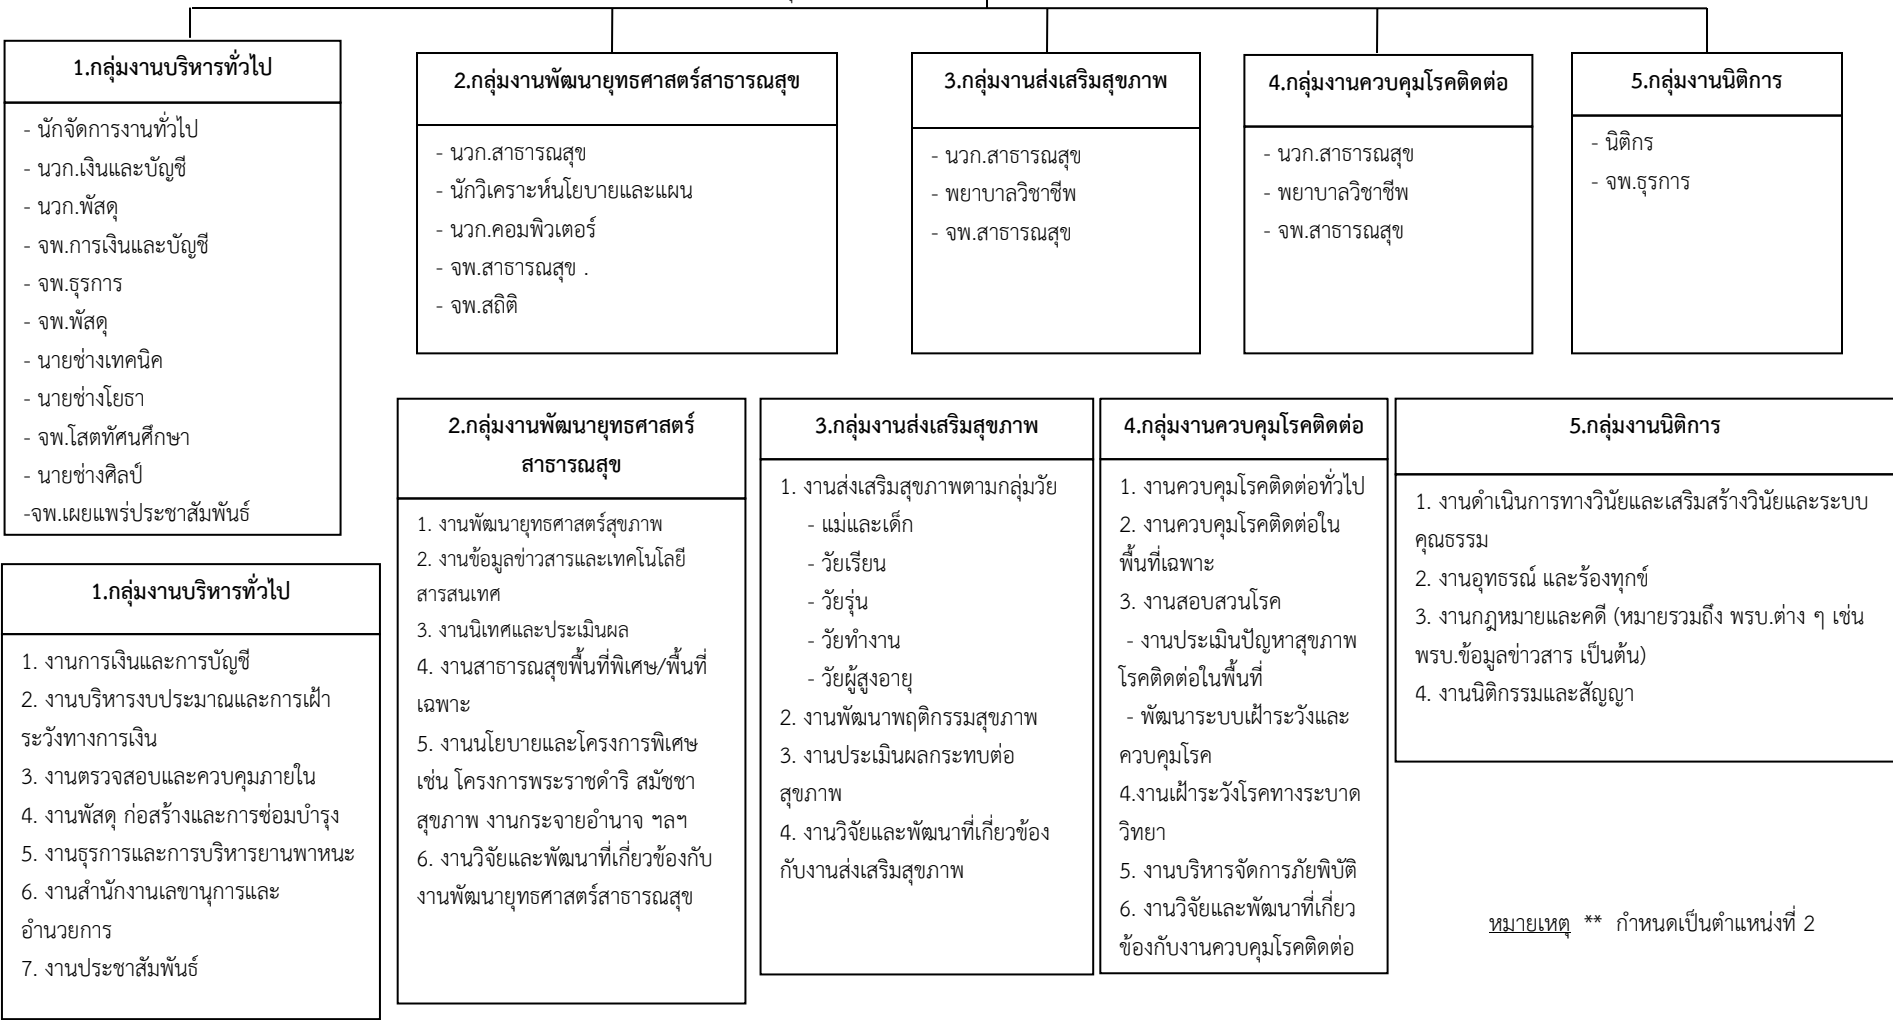 1.กลุ่มงานบริหารทั่วไป
- นักจัดการงานทั่วไป
- นวก.เงินและบัญชี
- นวก.พัสดุ
- จพ.การเงินและบัญชี
- จพ.ธุรการ
- จพ.พัสดุ
- นายช่างเทคนิค
- นายช่างโยธา
- จพ.โสตทัศนศึกษา
- นายช่างศิลป์
-จพ.เผยแพร่ประชาสัมพันธ์
2.กลุ่มงานพัฒนายุทธศาสตร์สาธารณสุข
- นวก.สาธารณสุข
- นักวิเคราะห์นโยบายและแผน
- นวก.คอมพิวเตอร์
- จพ.สาธารณสุข .
- จพ.สถิติ
3.กลุ่มงานส่งเสริมสุขภาพ
- นวก.สาธารณสุข
- พยาบาลวิชาชีพ
- จพ.สาธารณสุข
4.กลุ่มงานควบคุมโรคติดต่อ
- นวก.สาธารณสุข
- พยาบาลวิชาชีพ
- จพ.สาธารณสุข
5.กลุ่มงานนิติการ
- นิติกร
- จพ.ธุรการ
1.กลุ่มงานบริหารทั่วไป
1. งานการเงินและการบัญชี
2. งานบริหารงบประมาณและการเฝ้า
ระวังทางการเงิน
3. งานตรวจสอบและควบคุมภายใน
4. งานพัสดุ ก่อสร้างและการซ่อมบำรุง
5. งานธุรการและการบริหารยานพาหนะ
6. งานสำนักงานเลขานุการและ
อำนวยการ
7. งานประชาสัมพันธ์
2.กลุ่มงานพัฒนายุทธศาสตร์
สาธารณสุข
1. งานพัฒนายุทธศาสตร์สุขภาพ
2. งานข้อมูลข่าวสารและเทคโนโลยี
สารสนเทศ
3. งานนิเทศและประเมินผล
4. งานสาธารณสุขพื้นที่พิเศษ/พื้นที่
เฉพาะ
5. งานนโยบายและโครงการพิเศษ
เช่น โครงการพระราชดำริ สมัชชา
สุขภาพ งานกระจายอำนาจ ฯลฯ
6. งานวิจัยและพัฒนาที่เกี่ยวข้องกับ
งานพัฒนายุทธศาสตร์สาธารณสุข
3.กลุ่มงานส่งเสริมสุขภาพ
1. งานส่งเสริมสุขภาพตามกลุ่มวัย
- แม่และเด็ก
- วัยเรียน
- วัยรุ่น
- วัยทำงาน
- วัยผู้สูงอายุ
2. งานพัฒนาพฤติกรรมสุขภาพ
3. งานประเมินผลกระทบต่อ
สุขภาพ
4. งานวิจัยและพัฒนาที่เกี่ยวข้อง
กับงานส่งเสริมสุขภาพ
4.กลุ่มงานควบคุมโรคติดต่อ
1. งานควบคุมโรคติดต่อทั่วไป
2. งานควบคุมโรคติดต่อใน
พื้นที่เฉพาะ
3. งานสอบสวนโรค
- งานประเมินปัญหาสุขภาพ
โรคติดต่อในพื้นที่
- พัฒนาระบบเฝ้าระวังและ
ควบคุมโรค
4.งานเฝ้าระวังโรคทางระบาด
วิทยา
5. งานบริหารจัดการภัยพิบัติ
6. งานวิจัยและพัฒนาที่เกี่ยว
ข้องกับงานควบคุมโรคติดต่อ
5.กลุ่มงานนิติการ
1. งานดำเนินการทางวินัยและเสริมสร้างวินัยและระบบ
คุณธรรม
2. งานอุทธรณ์ และร้องทุกข์
3. งานกฎหมายและคดี (หมายรวมถึง พรบ.ต่าง ๆ เช่น
พรบ.ข้อมูลข่าวสาร เป็นต้น)
4. งานนิติกรรมและสัญญา
หมายเหตุ ** กำหนดเป็นตำแหน่งที่ 2